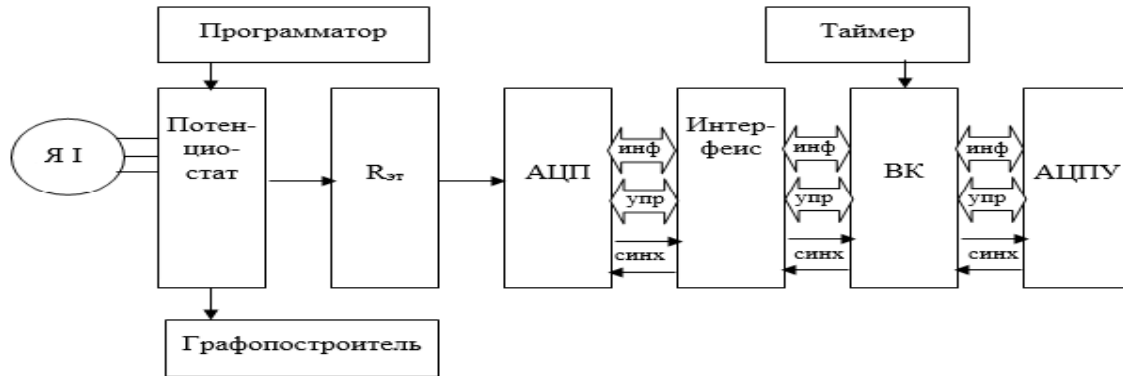 Программатор
Таймер
Я I
Потен-
цио-
стат
Rэт
АЦП
инф
упр
синх
Интер-
феис
инф
упр
синх
ВК
инф
упр
синх
АЦПУ
Графопостроитель